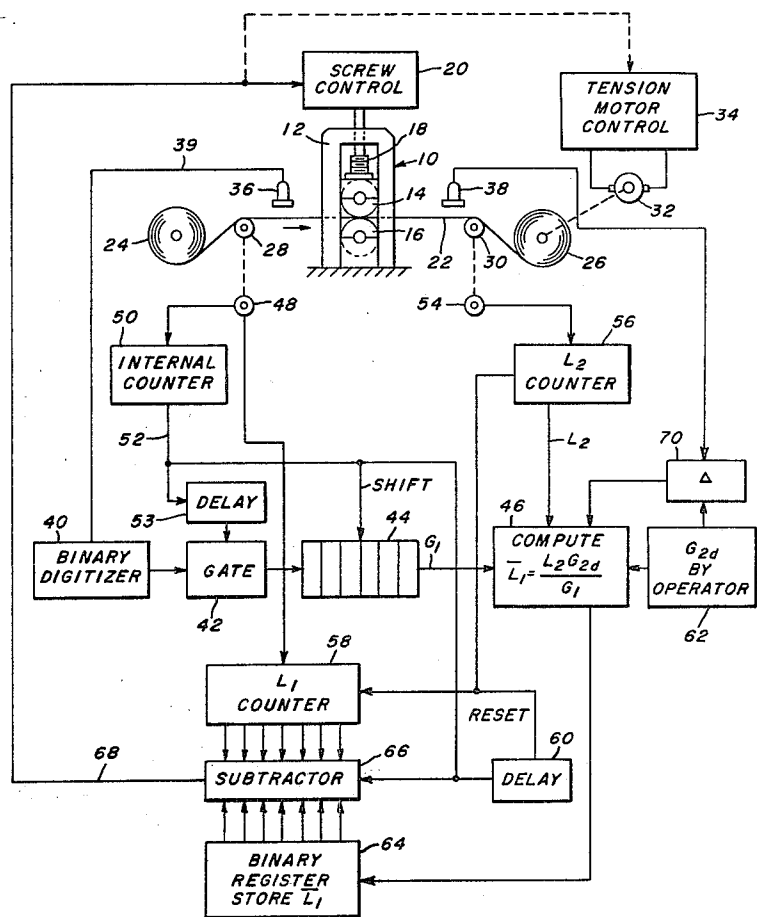 20
SCREW
CONTROL
TENSION
MOTOR
CONTROL
34
12
18
10
39
36
38
14
32
24
28
16
22
30
26
48
54
50
56
INTERNAL
COUNTER
L2
COUNTER
52
L2
70
SHIFT
Δ
DELAY
53
40
44
46
G1
BINARY
DIGITIZER
GATE
42
COMPUTE
L̅1 = L2 G2d / G1
G2d
BY
OPERATOR
62
58
L1
COUNTER
RESET
66
60
SUBTRACTOR
DELAY
68
64
BINARY
REGISTER
STORE L̅1